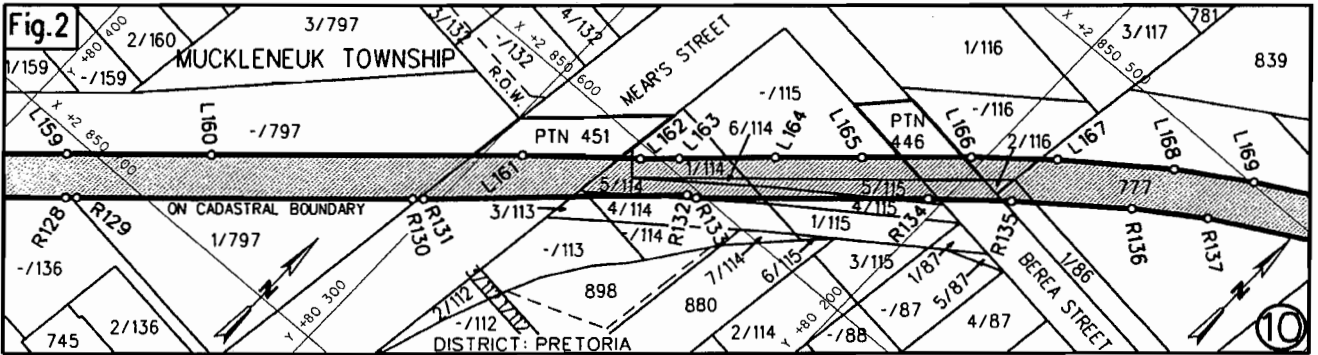 Fig.2
1/159
-/159
2/160
3/797
MUCKLENEUK TOWNSHIP
3/132
-/132
R.O.W.
4/132
X +2 850 600
MEAR'S STREET
X +2 850 500
3/117
781
839
1/116
-/116
2/116
Y +80 400
L159
X +2 850 700
L160
-/797
PTN 451
L161
L162
L163
6/114
-/115
L164
L165
PTN
446
L166
L167
L168
L169
1/114
5/114
5/115
4/115
777
R128
R129
ON CADASTRAL BOUNDARY
R130
R131
3/113
4/114
-/114
R132
R133
1/115
R134
R135
R136
R137
1/797
-/136
745
2/136
N
Y +80 300
-/113
3/112
2/112
1/112
-/112
898
880
7/114
6/115
3/115
2/114
Y +80 200
1/87
5/87
-/87
-/88
4/87
BEREA STREET
1/86
N
10
DISTRICT: PRETORIA